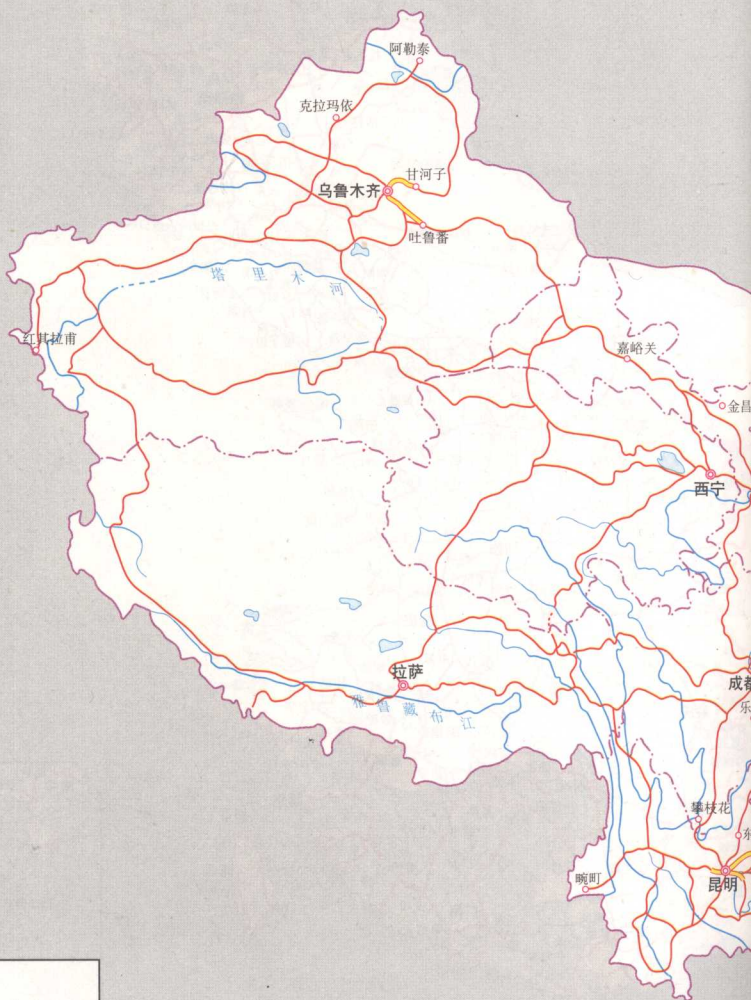 阿勒泰
克拉玛依
甘河子
乌鲁木齐
吐鲁番
塔里木河
红其拉甫
嘉峪关
金昌
西宁
拉萨
成都
雅鲁藏布江
乐
攀枝花
东
畹町
昆明